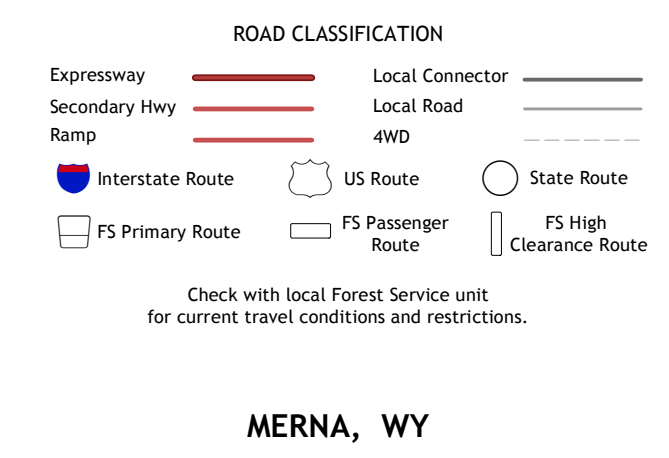 ROAD CLASSIFICATION
Expressway
Local Connector
Secondary Hwy
Local Road
Ramp
4WD
Interstate Route
US Route
State Route
FS Primary Route
FS Passenger
Route
FS High
Clearance Route
Check with local Forest Service unit
for current travel conditions and restrictions.
MERNA, WY